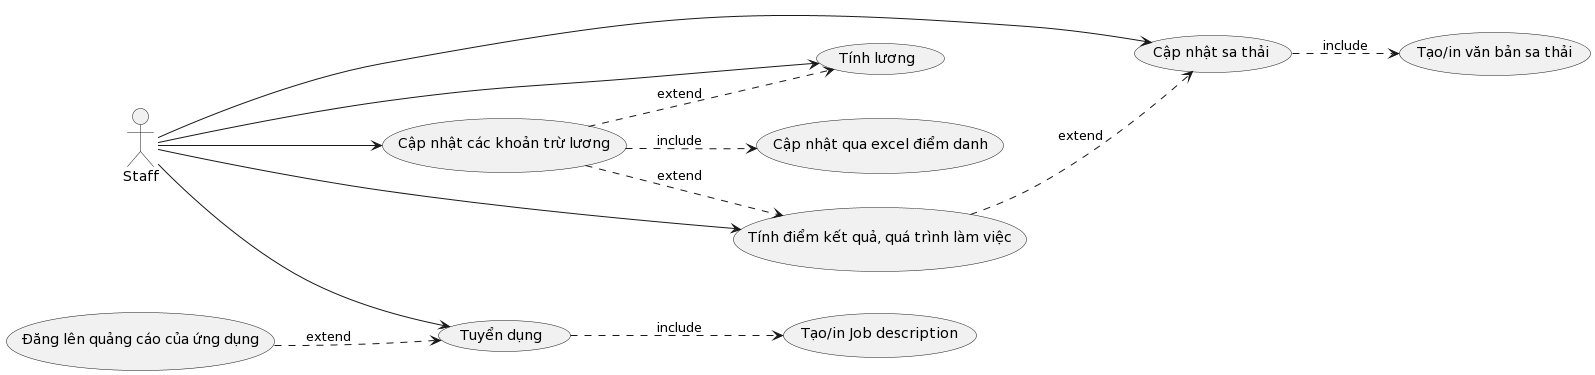 Cập nhật sa thải
include
Tạo/in văn bản sa thải
Tính lương
extend
extend
Cập nhật các khoản trừ lương
include
Cập nhật qua excel điểm danh
Staff
extend
Tính điểm kết quả, quá trình làm việc
Đăng lên quảng cáo của ứng dụng
extend
Tuyển dụng
include
Tạo/in Job description